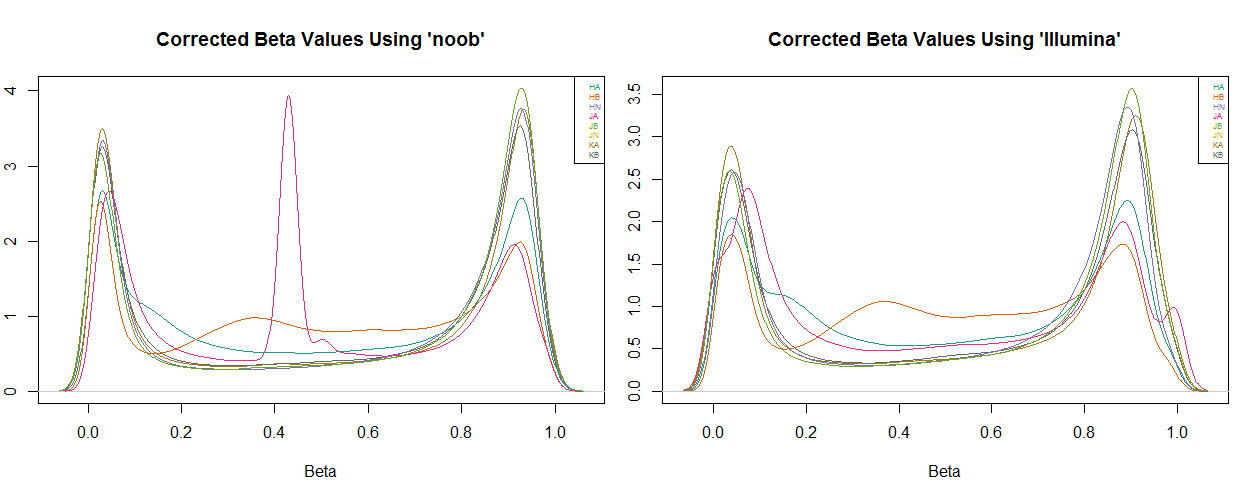 Corrected Beta Values Using 'noob'
4
3
2
1
0
0.0 0.2 0.4 0.6 0.8 1.0
Beta
HA
HB
HN
JA
JB
JN
KA
KB
Corrected Beta Values Using 'Illumina'
3.5
3.0
2.5
2.0
1.5
1.0
0.5
0.0
0.0 0.2 0.4 0.6 0.8 1.0
Beta
HA
HB
HN
JA
JB
JN
KA
KB